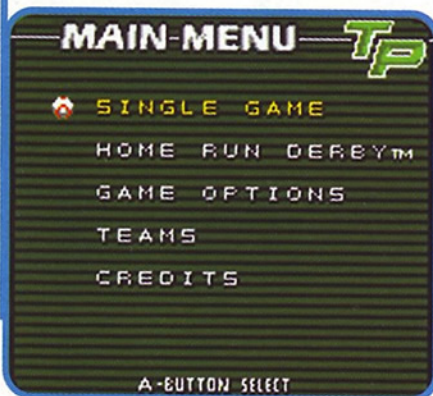 MAIN-MENU TP
SINGLE GAME
HOME RUN DERBY™
GAME OPTIONS
TEAMS
CREDITS
A-BUTTON SELECT